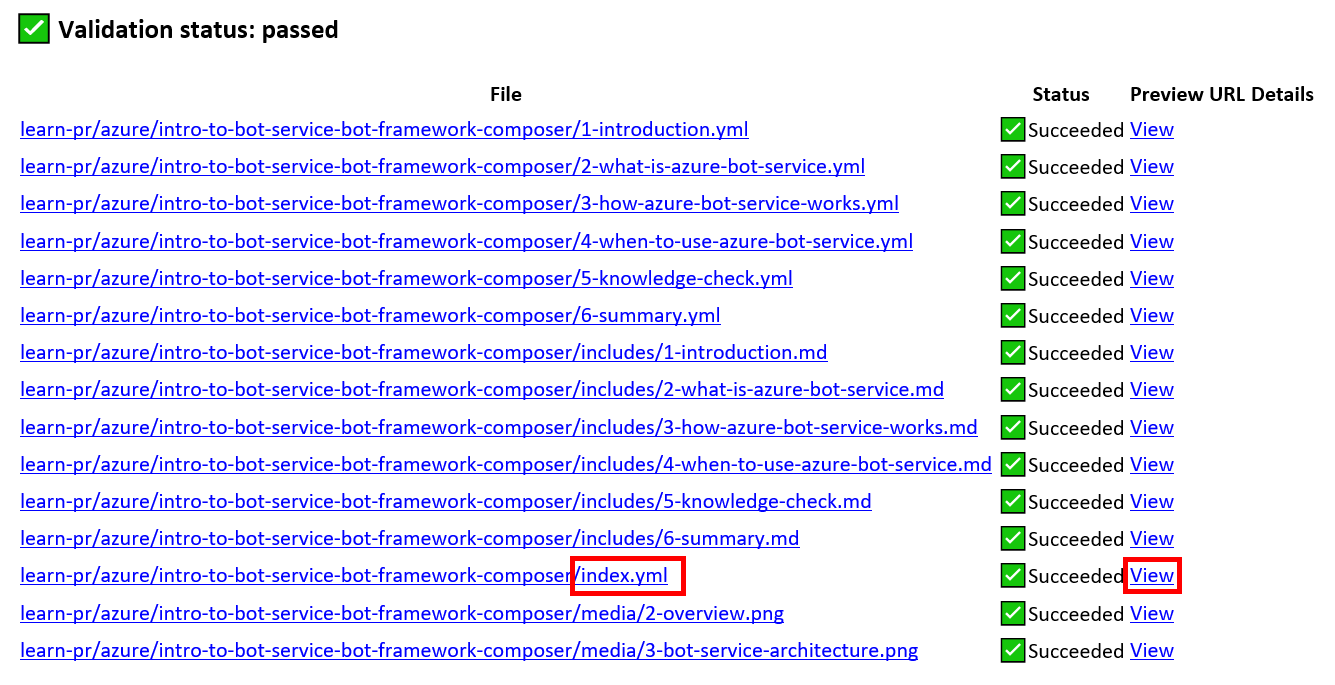 Validation status: passed
File Status Preview URL Details
learn-pr/azure/intro-to-bot-service-bot-framework-composer/1-introduction.yml Succeeded View
learn-pr/azure/intro-to-bot-service-bot-framework-composer/2-what-is-azure-bot-service.yml Succeeded View
learn-pr/azure/intro-to-bot-service-bot-framework-composer/3-how-azure-bot-service-works.yml Succeeded View
learn-pr/azure/intro-to-bot-service-bot-framework-composer/4-when-to-use-azure-bot-service.yml Succeeded View
learn-pr/azure/intro-to-bot-service-bot-framework-composer/5-knowledge-check.yml Succeeded View
learn-pr/azure/intro-to-bot-service-bot-framework-composer/6-summary.yml Succeeded View
learn-pr/azure/intro-to-bot-service-bot-framework-composer/includes/1-introduction.md Succeeded View
learn-pr/azure/intro-to-bot-service-bot-framework-composer/includes/2-what-is-azure-bot-service.md Succeeded View
learn-pr/azure/intro-to-bot-service-bot-framework-composer/includes/3-how-azure-bot-service-works.md Succeeded View
learn-pr/azure/intro-to-bot-service-bot-framework-composer/includes/4-when-to-use-azure-bot-service.md Succeeded View
learn-pr/azure/intro-to-bot-service-bot-framework-composer/includes/5-knowledge-check.md Succeeded View
learn-pr/azure/intro-to-bot-service-bot-framework-composer/includes/6-summary.md Succeeded View
learn-pr/azure/intro-to-bot-service-bot-framework-composer/index.yml Succeeded View
learn-pr/azure/intro-to-bot-service-bot-framework-composer/media/2-overview.png Succeeded View
learn-pr/azure/intro-to-bot-service-bot-framework-composer/media/3-bot-service-architecture.png Succeeded View